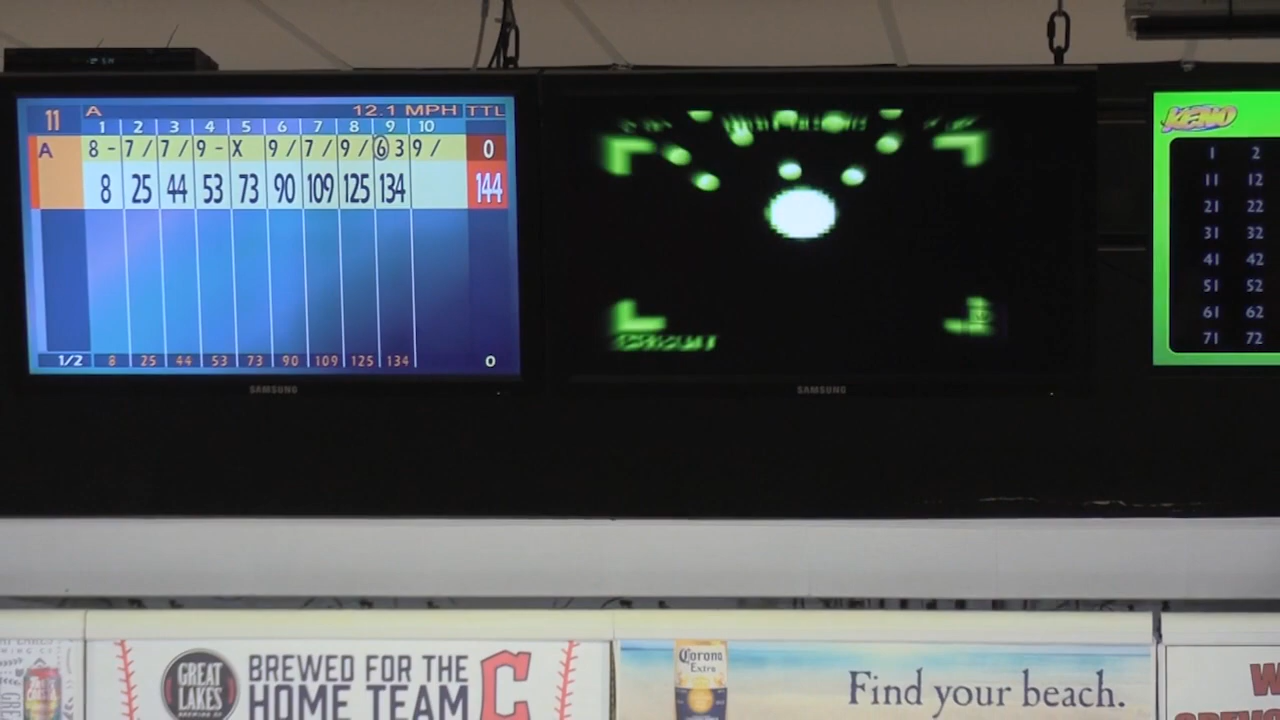 11 A 12.1 MPH TTL
1 2 3 4 5 6 7 8 9 10
A 8 - 7 / 7 / 9 - X 9 / 7 / 9 / 6 3 9 / 0
8 25 44 53 73 90 109 125 134 144
1/2 8 25 44 53 73 90 109 125 134 0
SAMSUNG
CIRCUIT
SAMSUNG
KENO
1 2
11 12
21 22
31 32
41 42
51 52
61 62
71 72
GREAT LAKES
BREWING CO
BREWED FOR THE
HOME TEAM
C
Corona
Extra
Find your beach.